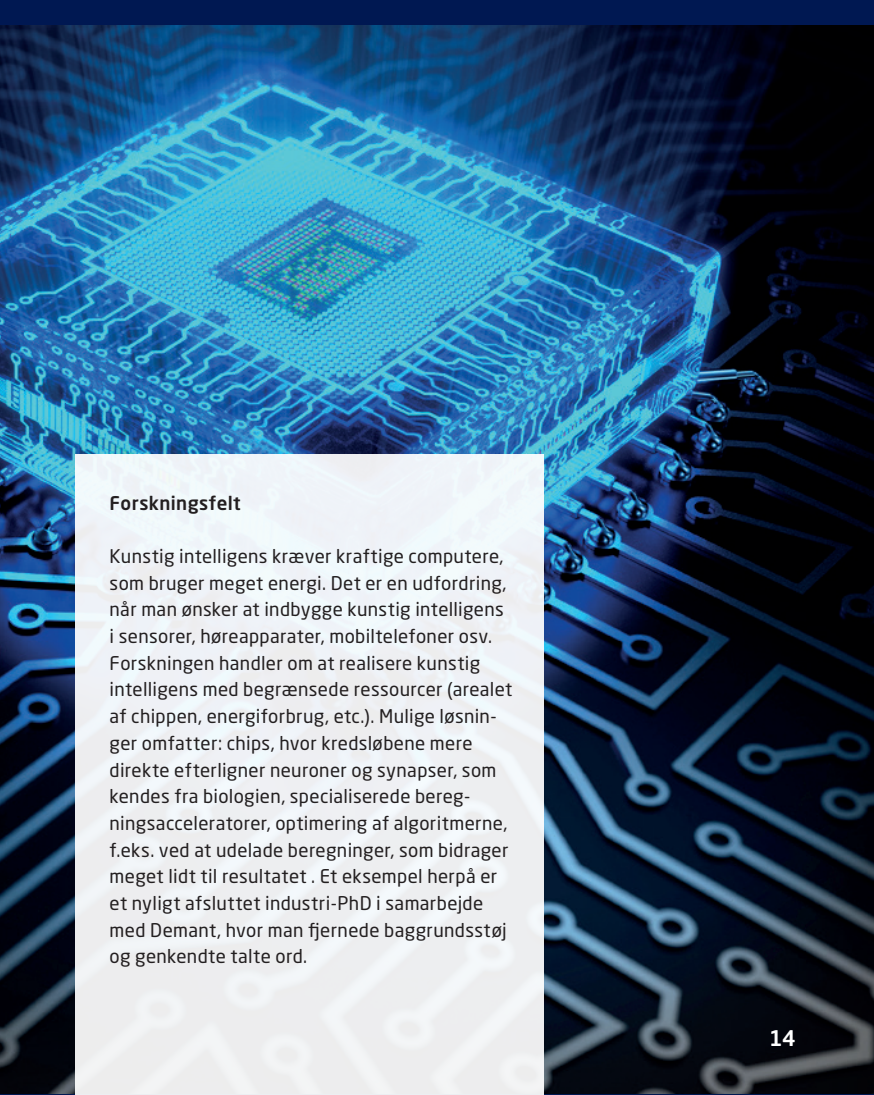 Forskningsfelt
Kunstig intelligens kræver kraftige computere,
som bruger meget energi. Det er en udfordring,
når man ønsker at indbygge kunstig intelligens
i sensorer, høreapparater, mobiltelefoner osv.
Forskningen handler om at realisere kunstig
intelligens med begrænsede ressourcer (arealet
af chippen, energiforbrug, etc.). Mulige løsnin-
ger omfatter: chips, hvor kredsløbene mere
direkte efterligner neuroner og synapser, som
kendes fra biologien, specialiserede bereg-
ningsacceleratorer, optimering af algoritmerne,
f.eks. ved at udelade beregninger, som bidrager
meget lidt til resultatet . Et eksempel herpå er
et nyligt afsluttet industri-PhD i samarbejde
med Demant, hvor man fjernede baggrundsstøj
og genkendte talte ord.
14